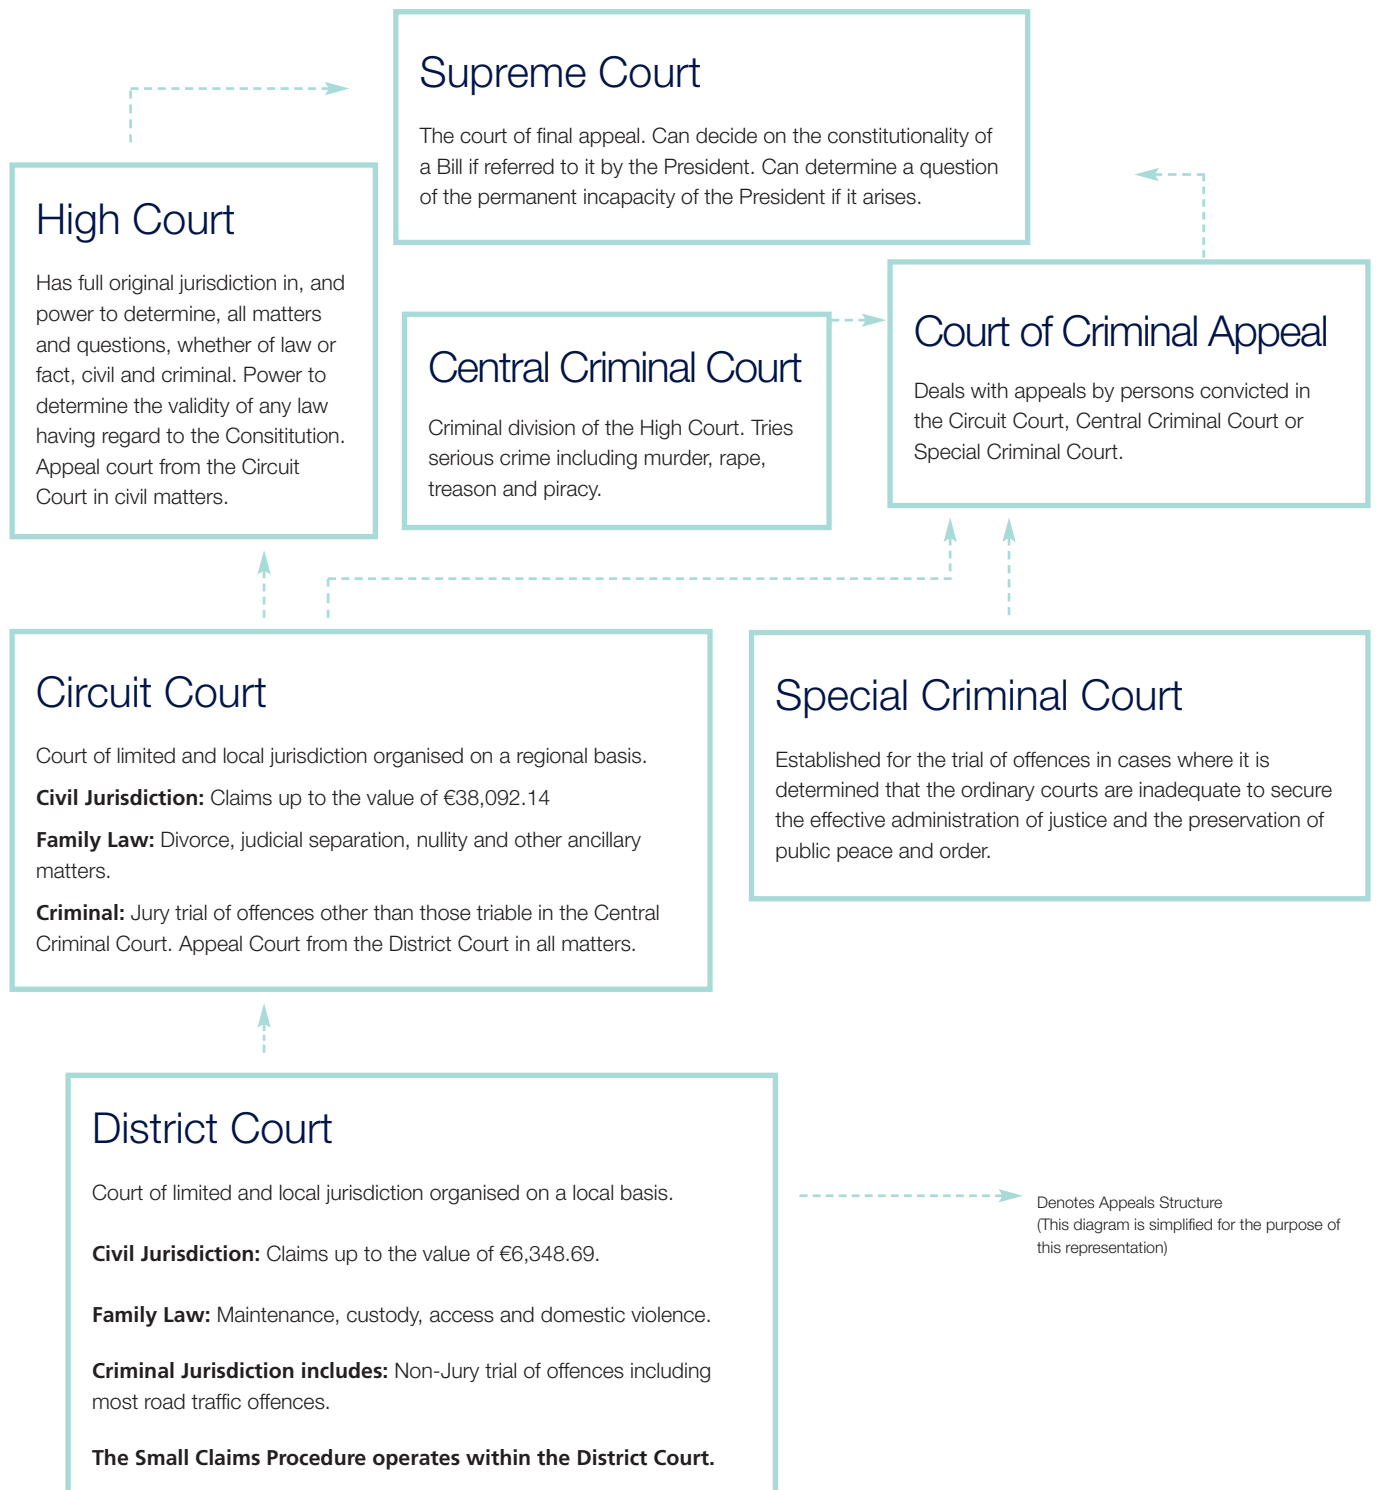 Supreme Court
The court of final appeal. Can decide on the constitutionality of
a Bill if referred to it by the President. Can determine a question
of the permanent incapacity of the President if it arises.
High Court
Has full original jurisdiction in, and
power to determine, all matters
and questions, whether of law or
fact, civil and criminal. Power to
determine the validity of any law
having regard to the Consititution.
Appeal court from the Circuit
Court in civil matters.
Central Criminal Court
Criminal division of the High Court. Tries
serious crime including murder, rape,
treason and piracy.
Court of Criminal Appeal
Deals with appeals by persons convicted in
the Circuit Court, Central Criminal Court or
Special Criminal Court.
Circuit Court
Court of limited and local jurisdiction organised on a regional basis.
Civil Jurisdiction: Claims up to the value of €38,092.14
Family Law: Divorce, judicial separation, nullity and other ancillary
matters.
Criminal: Jury trial of offences other than those triable in the Central
Criminal Court. Appeal Court from the District Court in all matters.
Special Criminal Court
Established for the trial of offences in cases where it is
determined that the ordinary courts are inadequate to secure
the effective administration of justice and the preservation of
public peace and order.
District Court
Court of limited and local jurisdiction organised on a local basis.
Civil Jurisdiction: Claims up to the value of €6,348.69.
Family Law: Maintenance, custody, access and domestic violence.
Criminal Jurisdiction includes: Non-Jury trial of offences including
most road traffic offences.
The Small Claims Procedure operates within the District Court.
Denotes Appeals Structure
(This diagram is simplified for the purpose of
this representation)